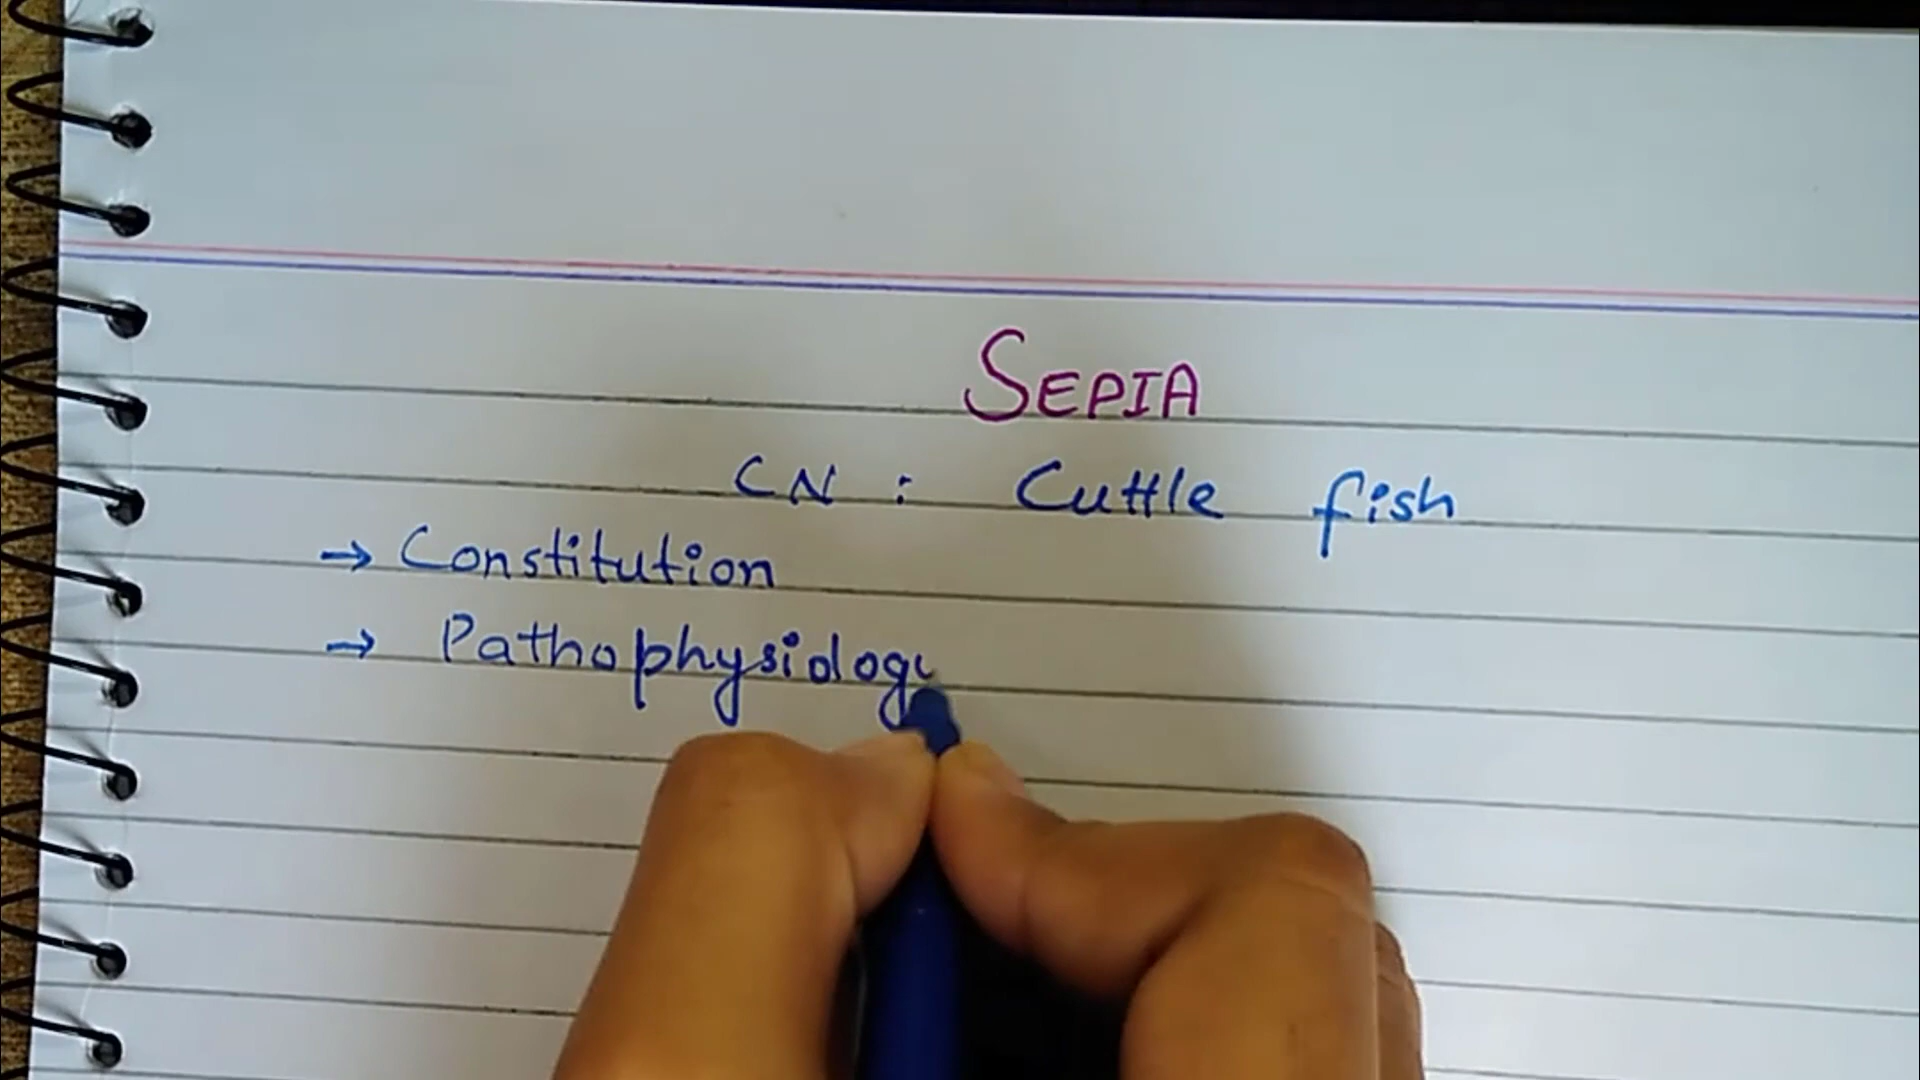 SEPIA
CN : Cuttle fish
→ Constitution
→ Pathophysiology